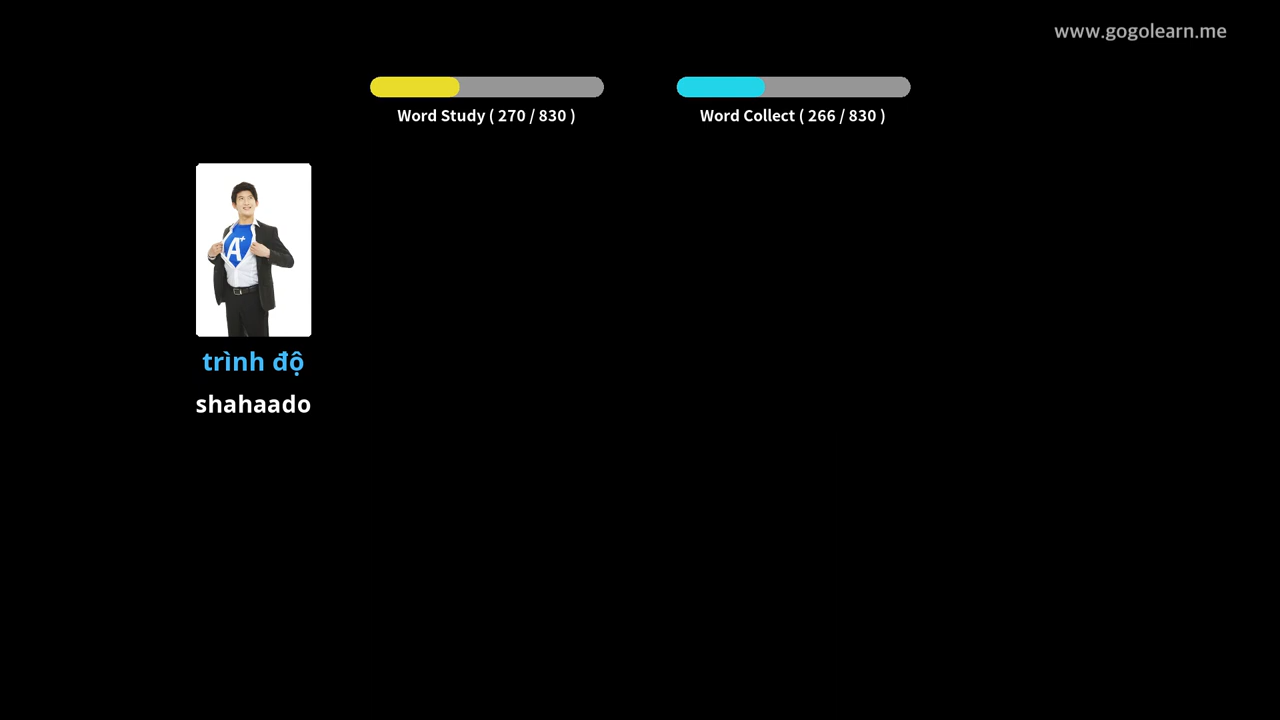 www.gogolearn.me
Word Study ( 270 / 830 )
Word Collect ( 266 / 830 )
A+
trình độ
shahaado